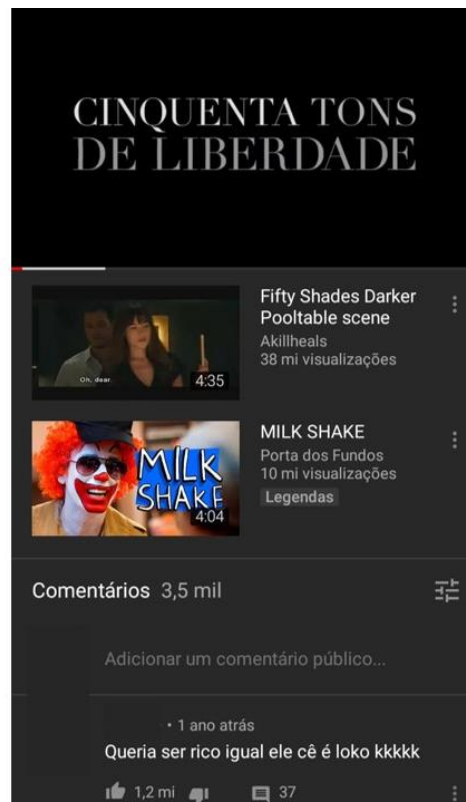 CINQUENTA TONS
DE LIBERDADE
Fifty Shades Darker
Pooltable scene
Akillheals
38 mi visualizações
Oh, dear.
4:35
MILK SHAKE
Porta dos Fundos
10 mi visualizações
Legendas
MILK
SHAKE
4:04
Comentários 3,5 mil
Adicionar um comentário público...
• 1 ano atrás
Queria ser rico igual ele cê é loko kkkkk
1,2 mi 37